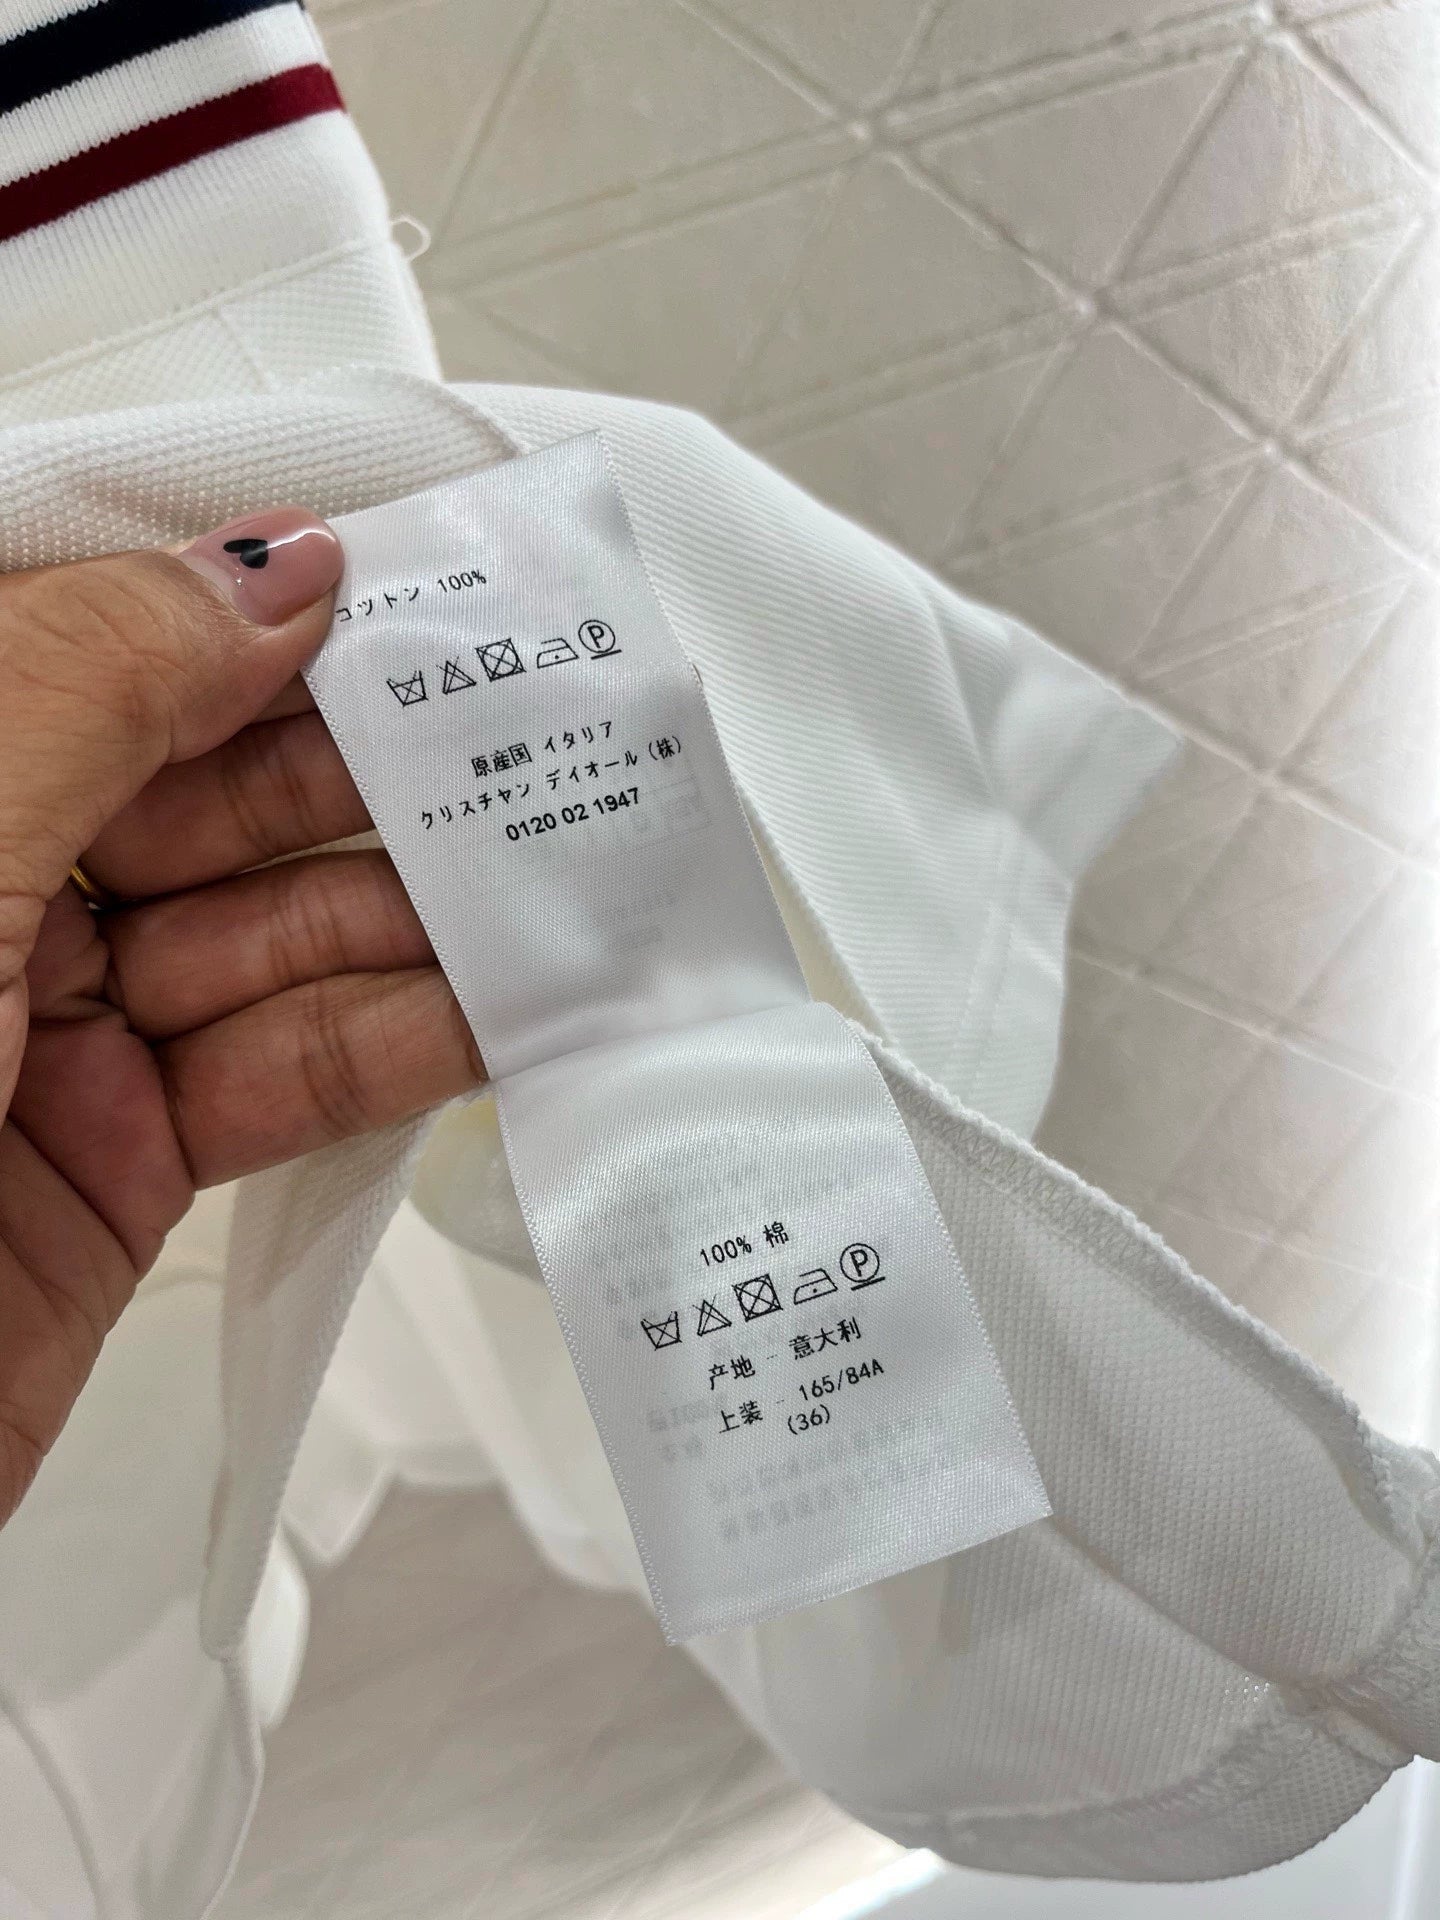 コットン 100%
P
原産国 イタリア
クリスチャン デイオール（株）
0120 02 1947
100% 棉
P
产地 - 意大利
上装 - 165/84A
(36)